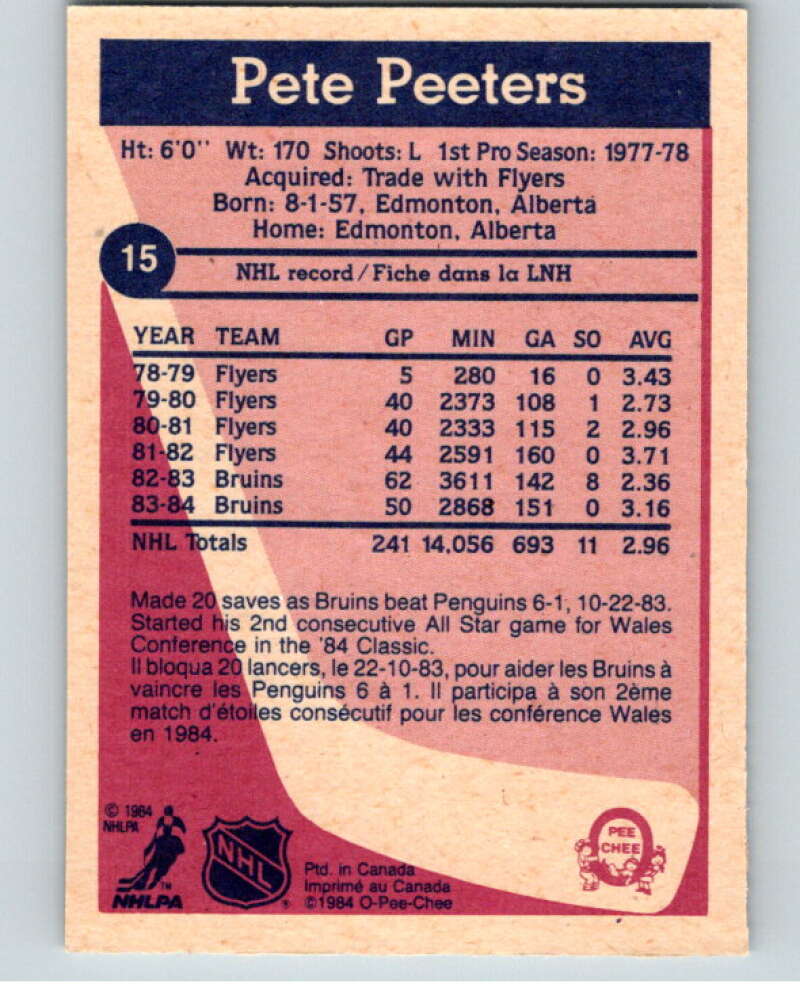 Pete Peeters
Ht: 6'0" Wt: 170 Shoots: L 1st Pro Season: 1977-78
Acquired: Trade with Flyers
Born: 8-1-57, Edmonton, Alberta
Home: Edmonton, Alberta
15
NHL record/Fiche dans la LNH
YEAR TEAM GP MIN GA SO AVG
78-79 Flyers 5 280 16 0 3.43
79-80 Flyers 40 2373 108 1 2.73
80-81 Flyers 40 2333 115 2 2.96
81-82 Flyers 44 2591 160 0 3.71
82-83 Bruins 62 3611 142 8 2.36
83-84 Bruins 50 2868 151 0 3.16
NHL Totals 241 14,056 693 11 2.96
Made 20 saves as Bruins beat Penguins 6-1, 10-22-83.
Started his 2nd consecutive All Star game for Wales
Conference in the '84 Classic.
Il bloqua 20 lancers, le 22-10-83, pour aider les Bruins à
vaincre les Penguins 6 à 1. Il participa à son 2ème
match d'étoiles consécutif pour les conférence Wales
en 1984.
© 1984
NHLPA
NHLPA
TM
NHL
®
Ptd. in Canada
Imprimé au Canada
©1984 O-Pee-Chee
O
PEE
CHEE